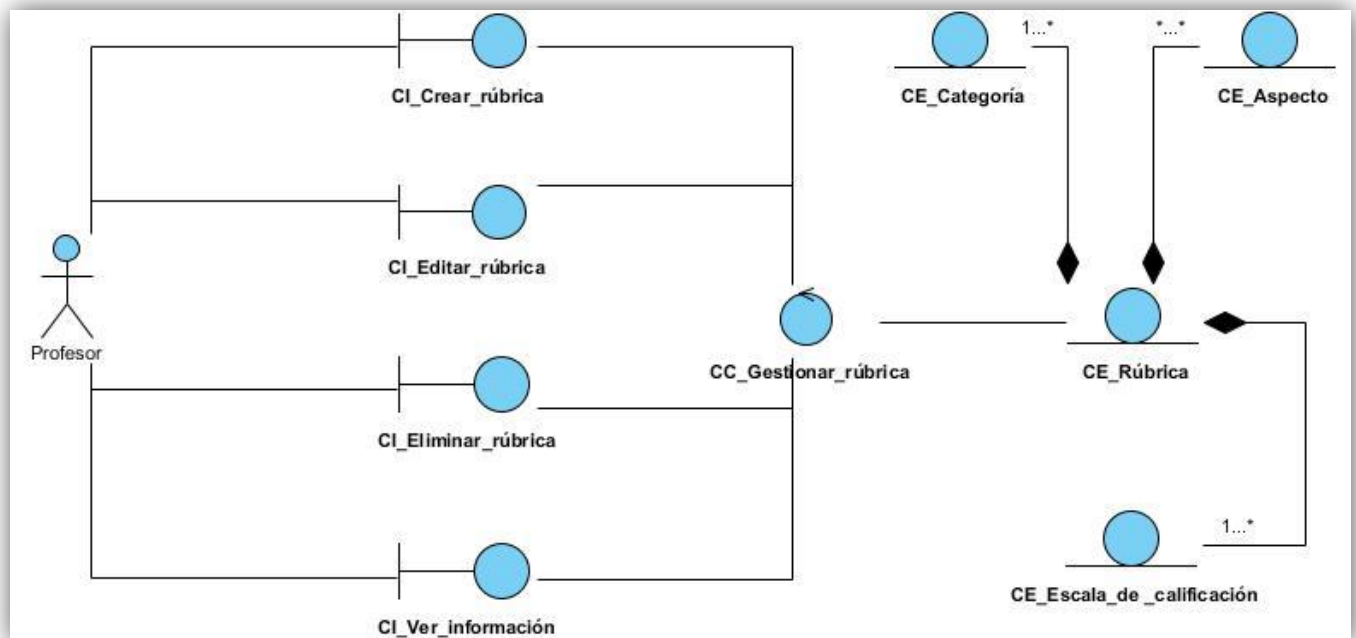 1...*
*...*
CI_Crear_rúbrica
CE_Categoría
CE_Aspecto
CI_Editar_rúbrica
Profesor
CC_Gestionar_rúbrica
CE_Rúbrica
CI_Eliminar_rúbrica
1...*
CE_Escala_de _calificación
CI_Ver_información